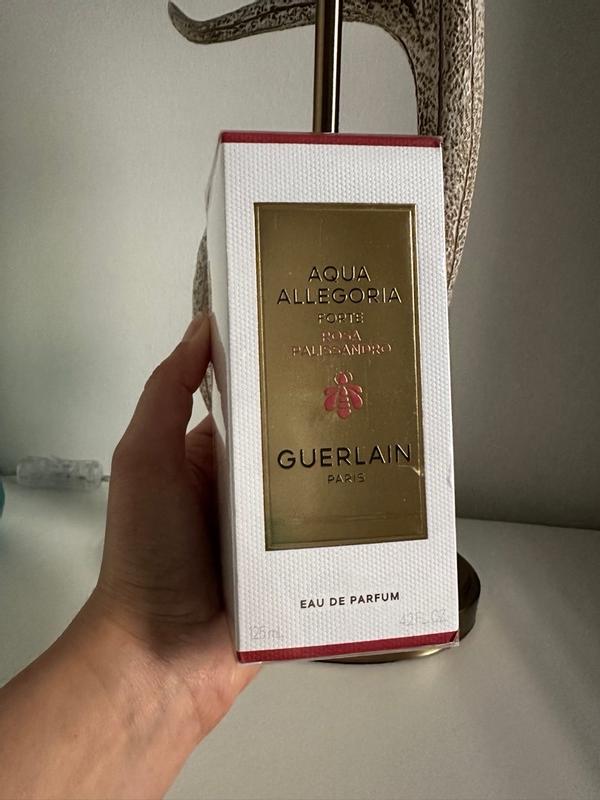 AQUA
ALLEGORIA
FORTE
ROSA
PALISSANDRO
GUERLAIN
PARIS
EAU DE PARFUM
125 mL 4.2 FL. OZ.